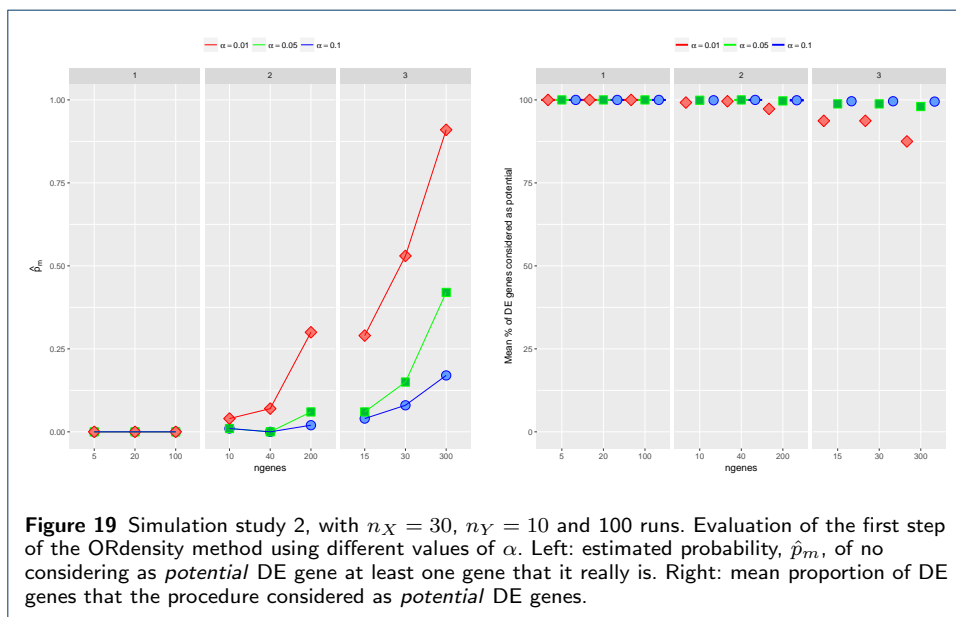 α = 0.01 α = 0.05 α = 0.1
1 2 3
1.00
0.75
0.50
0.25
0.00
p̂m
5 20 100 10 40 200 15 30 300
ngenes
α = 0.01 α = 0.05 α = 0.1
1 2 3
100
75
50
25
0
Mean % of DE genes considered as potential
5 20 100 10 40 200 15 30 300
ngenes
Figure 19 Simulation study 2, with nX = 30, nY = 10 and 100 runs. Evaluation of the first step
of the ORdensity method using different values of α. Left: estimated probability, p̂m, of no
considering as potential DE gene at least one gene that it really is. Right: mean proportion of DE
genes that the procedure considered as potential DE genes.